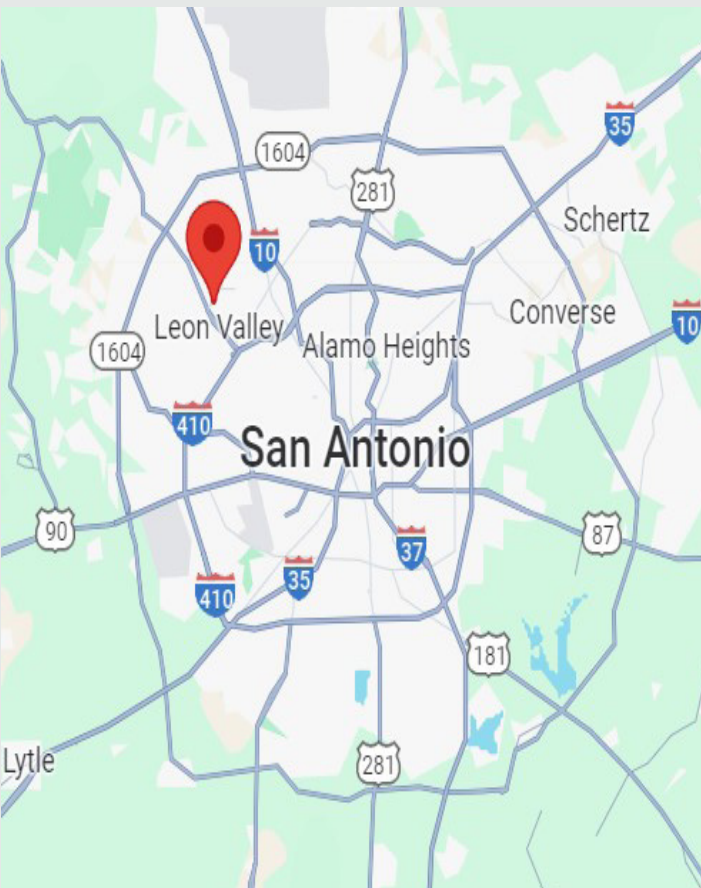 35
1604
281
Schertz
10
Converse
10
Leon Valley
Alamo Heights
1604
410
San Antonio
90
87
37
35
410
181
Lytle
281